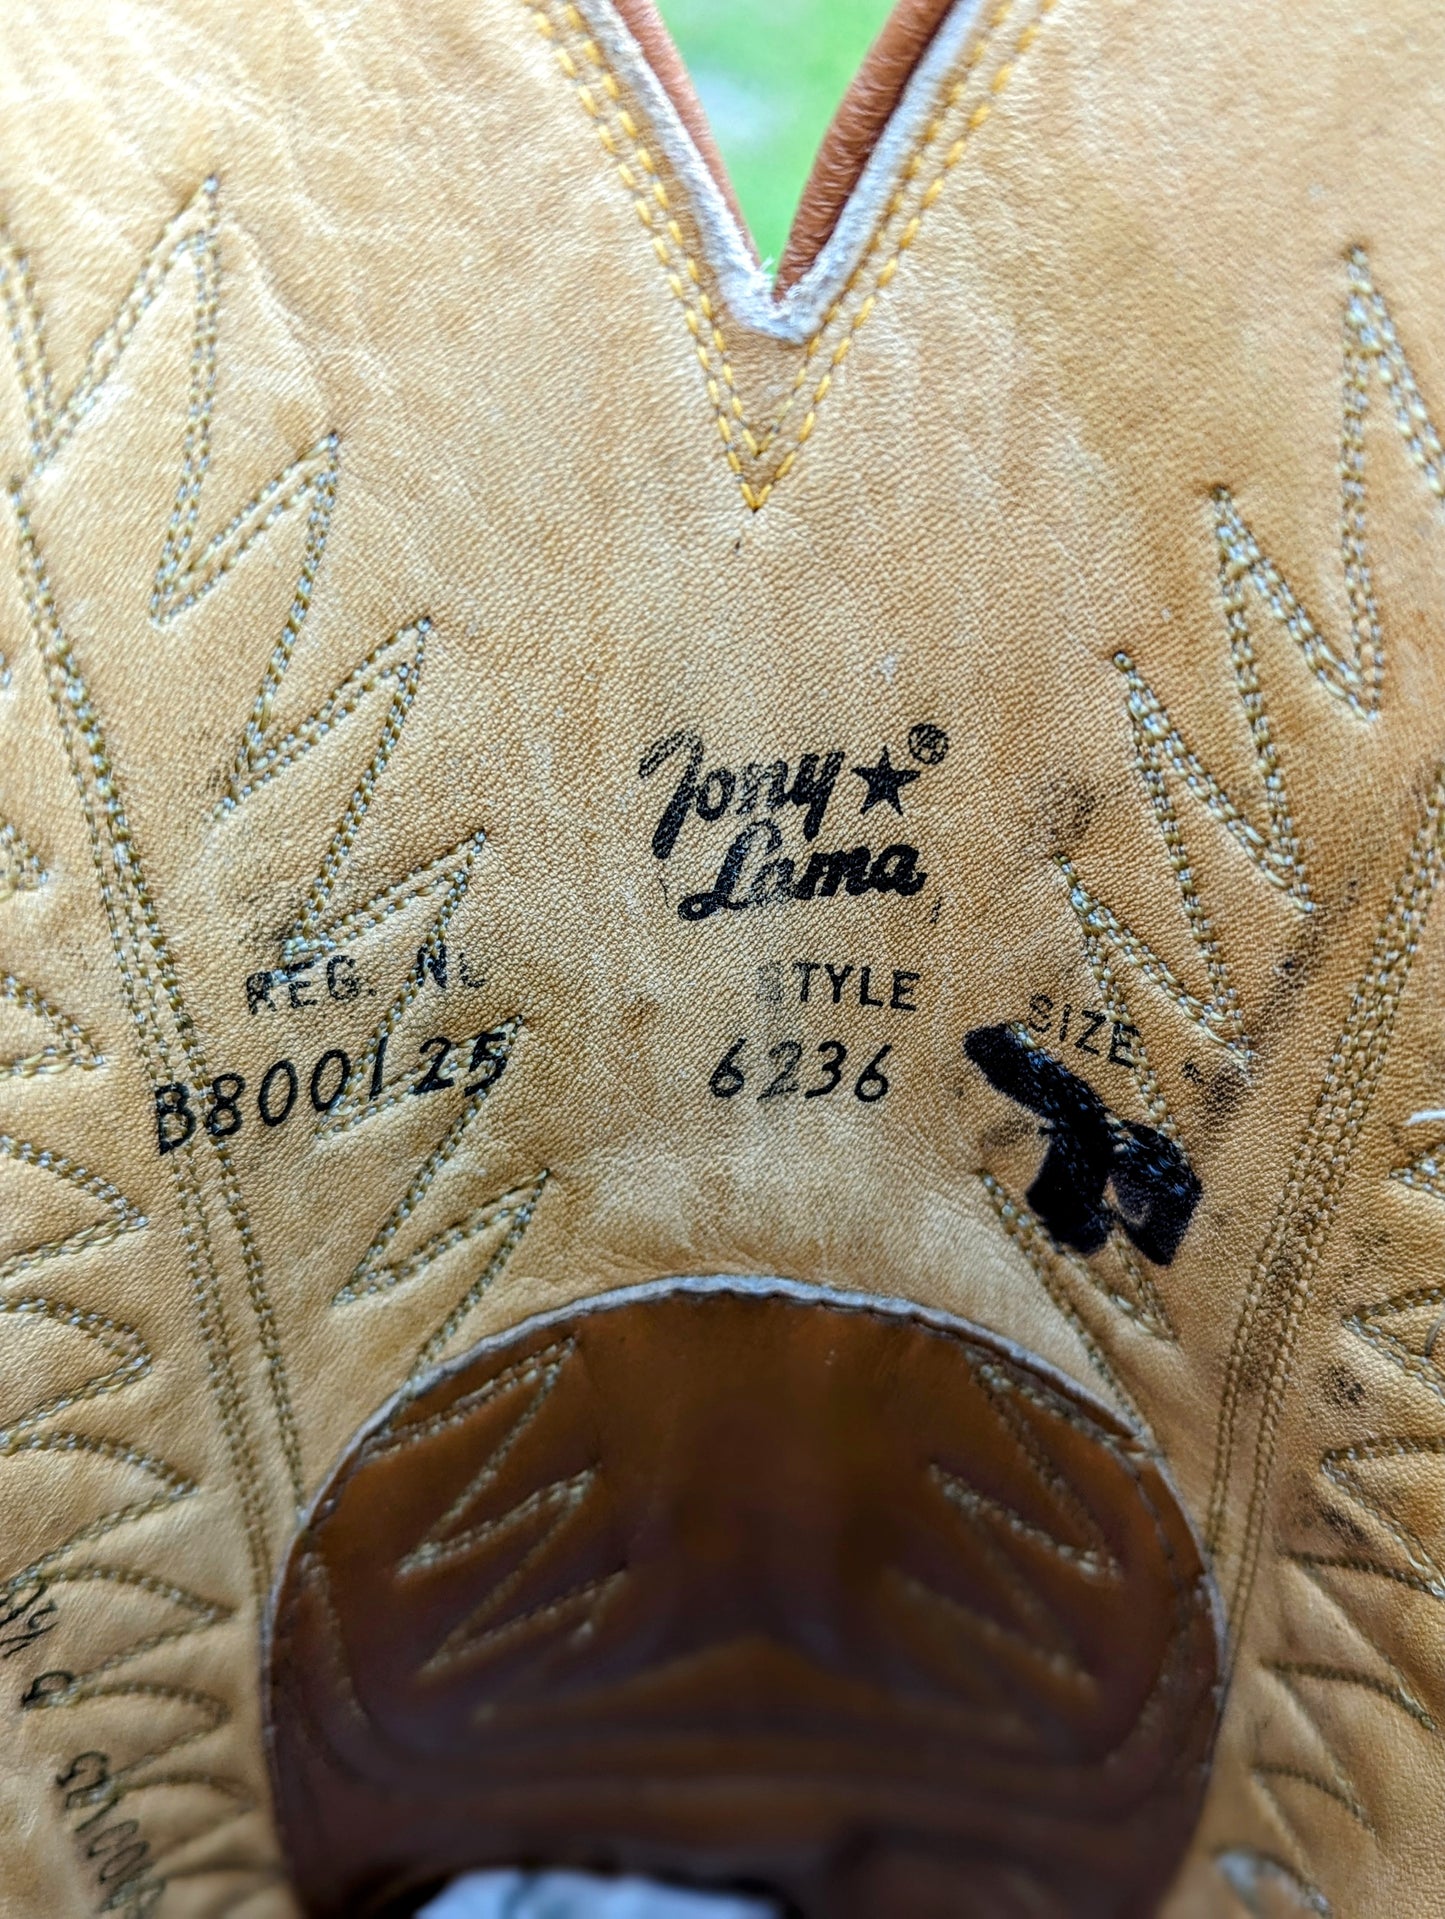 Tony ★ ®
Lama
REG. NO STYLE SIZE
B800125 6236